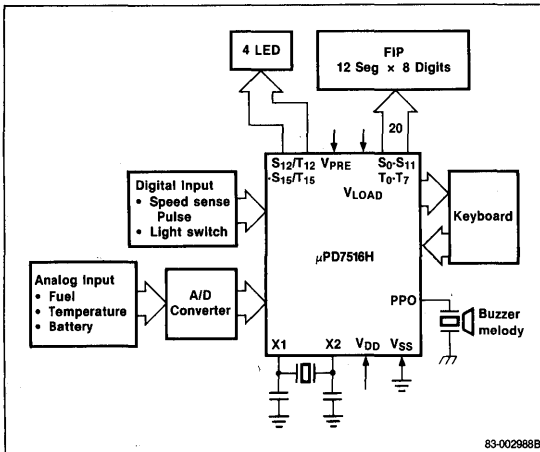 4 LED
FIP
12 Seg × 8 Digits
20
S12/T12
·S15/T15
VPRE
S0·S11
T0·T7
VLOAD
Digital Input
• Speed sense
Pulse
• Light switch
Keyboard
μPD7516H
Analog Input
• Fuel
• Temperature
• Battery
A/D
Converter
PPO
Buzzer
melody
X1
X2
VDD
VSS
83-002988B